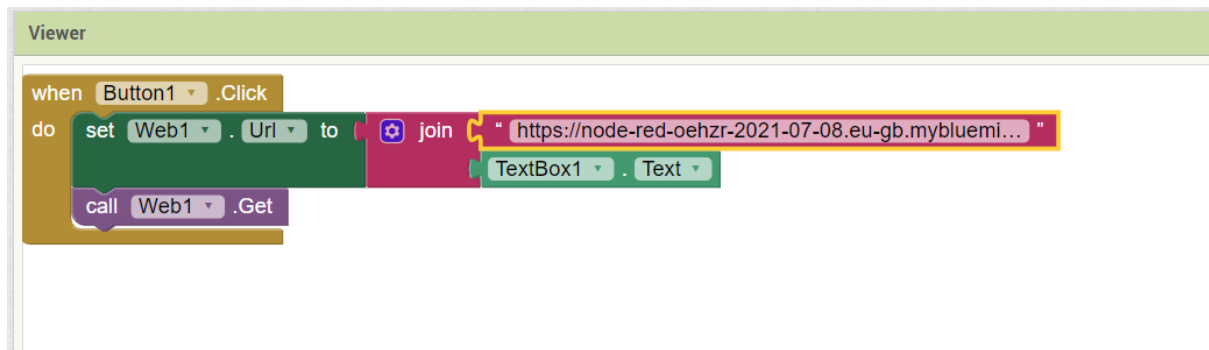 Viewer
when Button1 .Click
do set Web1 . Url to join “ https://node-red-oehzr-2021-07-08.eu-gb.mybluemi... ”
TextBox1 . Text
call Web1 .Get